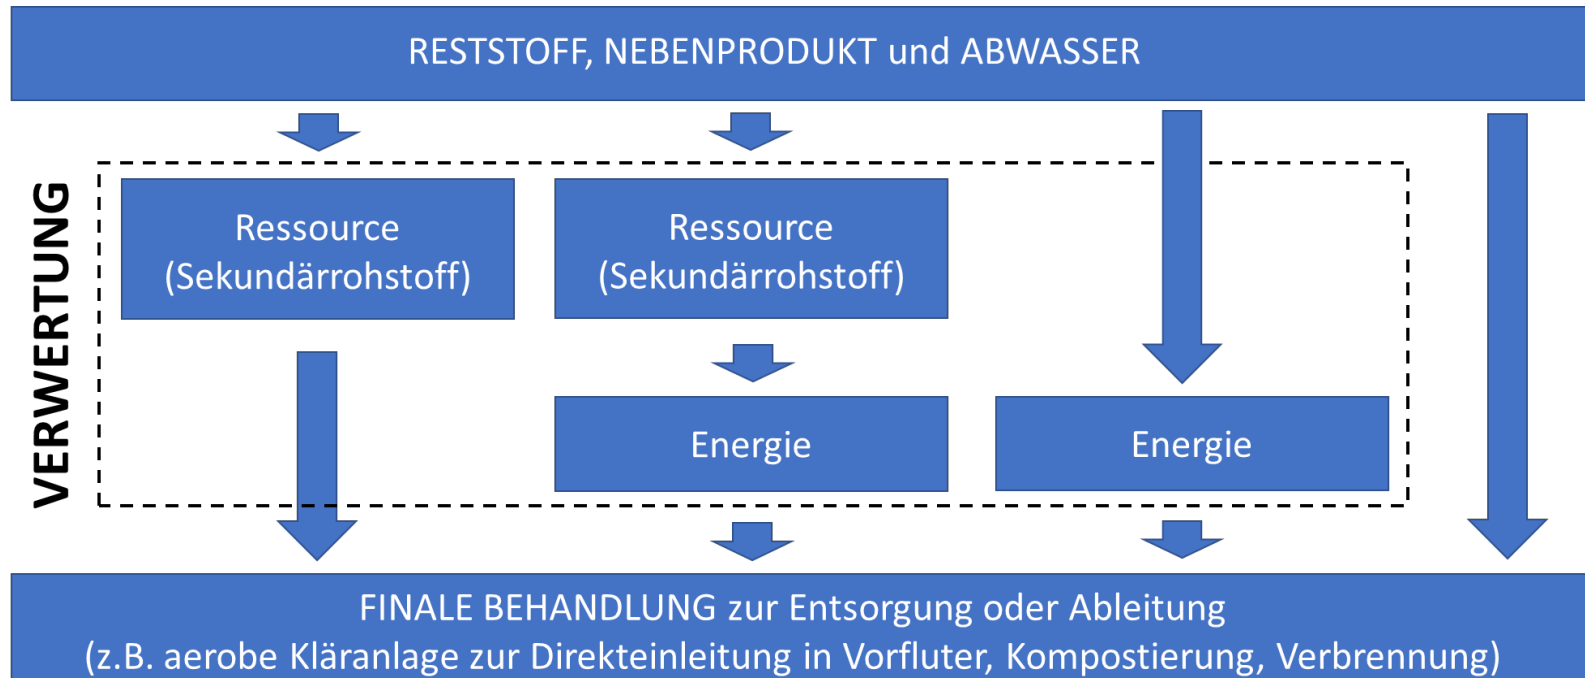 RESTSTOFF, NEBENPRODUKT und ABWASSER
VERWERTUNG
Ressource
(Sekundärrohstoff)
Ressource
(Sekundärrohstoff)
Energie
Energie
FINALE BEHANDLUNG zur Entsorgung oder Ableitung
(z.B. aerobe Kläranlage zur Direkteinleitung in Vorfluter, Kompostierung, Verbrennung)